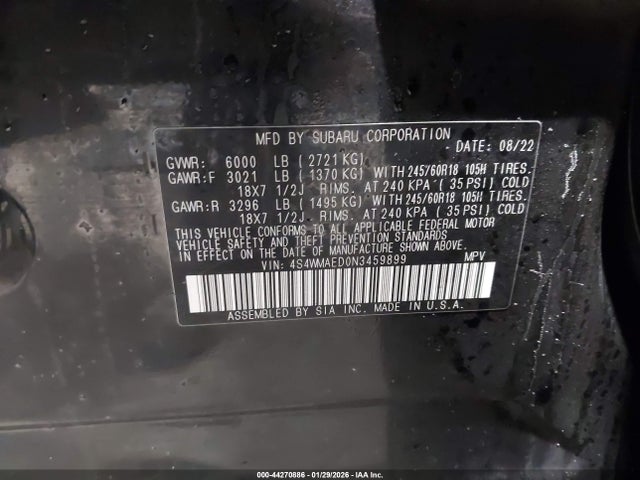 MFD BY SUBARU CORPORATION DATE: 08/22
GVWR: 6000 LB ( 2721 KG)
GAWR:F 3021 LB ( 1370 KG) WITH 245/60R18 105H TIRES.
18X7 1/2J RIMS. AT 240 KPA ( 35 PSI) COLD
GAWR:R 3296 LB ( 1495 KG) WITH 245/60R18 105H TIRES.
18X7 1/2J RIMS. AT 240 KPA ( 35 PSI) COLD
THIS VEHICLE CONFORMS TO ALL APPLICABLE FEDERAL MOTOR
VEHICLE SAFETY AND THEFT PREVENTION STANDARDS
IN EFFECT ON THE DATE OF MANUFACTURE SHOWN ABOVE.
VIN: 4S4WMAED0N3459899 MPV
ASSEMBLED BY SIA INC. MADE IN U.S.A.
000-44270886 - 01/29/2026 - IAA Inc.